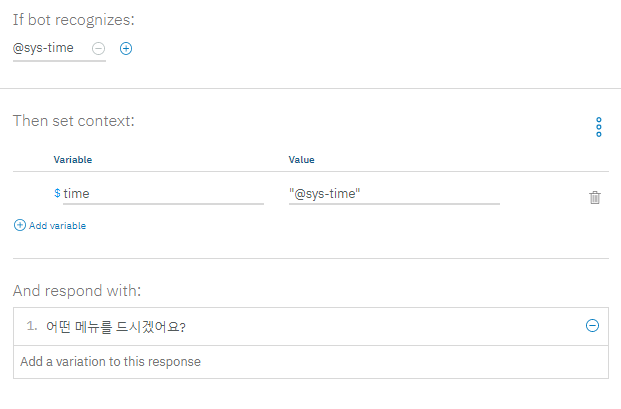 If bot recognizes:
@sys-time
Then set context:
Variable Value
$ time "@sys-time"
Add variable
And respond with:
1. 어떤 메뉴를 드시겠어요?
Add a variation to this response